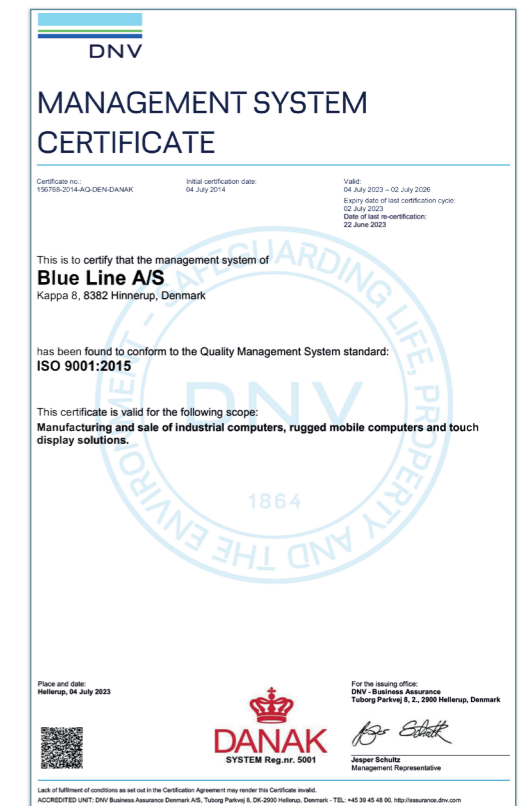 DNV
MANAGEMENT SYSTEM
CERTIFICATE
Certificate no.:
156768-2014-AQ-DEN-DANAK
Initial certification date:
04 July 2014
Valid:
04 July 2023 – 02 July 2026
Expiry date of last certification cycle:
02 July 2023
Date of last re-certification:
22 June 2023
This is to certify that the management system of
Blue Line A/S
Kappa 8, 8382 Hinnerup, Denmark
has been found to conform to the Quality Management System standard:
ISO 9001:2015
This certificate is valid for the following scope:
Manufacturing and sale of industrial computers, rugged mobile computers and touch
display solutions.
SAFEGUARDING LIFE, PROPERTY AND THE ENVIRONMENT -
DNV
1864
Place and date:
Hellerup, 04 July 2023
DANAK
SYSTEM Reg.nr. 5001
For the issuing office:
DNV - Business Assurance
Tuborg Parkvej 8, 2., 2900 Hellerup, Denmark
Jesper Schultz
Management Representative
Lack of fulfilment of conditions as set out in the Certification Agreement may render this Certificate invalid.
ACCREDITED UNIT: DNV Business Assurance Denmark A/S, Tuborg Parkvej 8, DK-2900 Hellerup, Denmark - TEL: +45 39 45 48 00. http://assurance.dnv.com